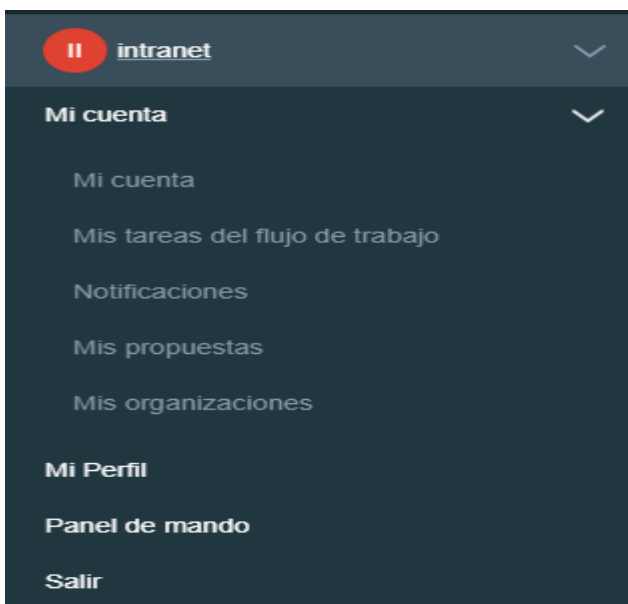 II intranet
Mi cuenta
Mi cuenta
Mis tareas del flujo de trabajo
Notificaciones
Mis propuestas
Mis organizaciones
Mi Perfil
Panel de mando
Salir